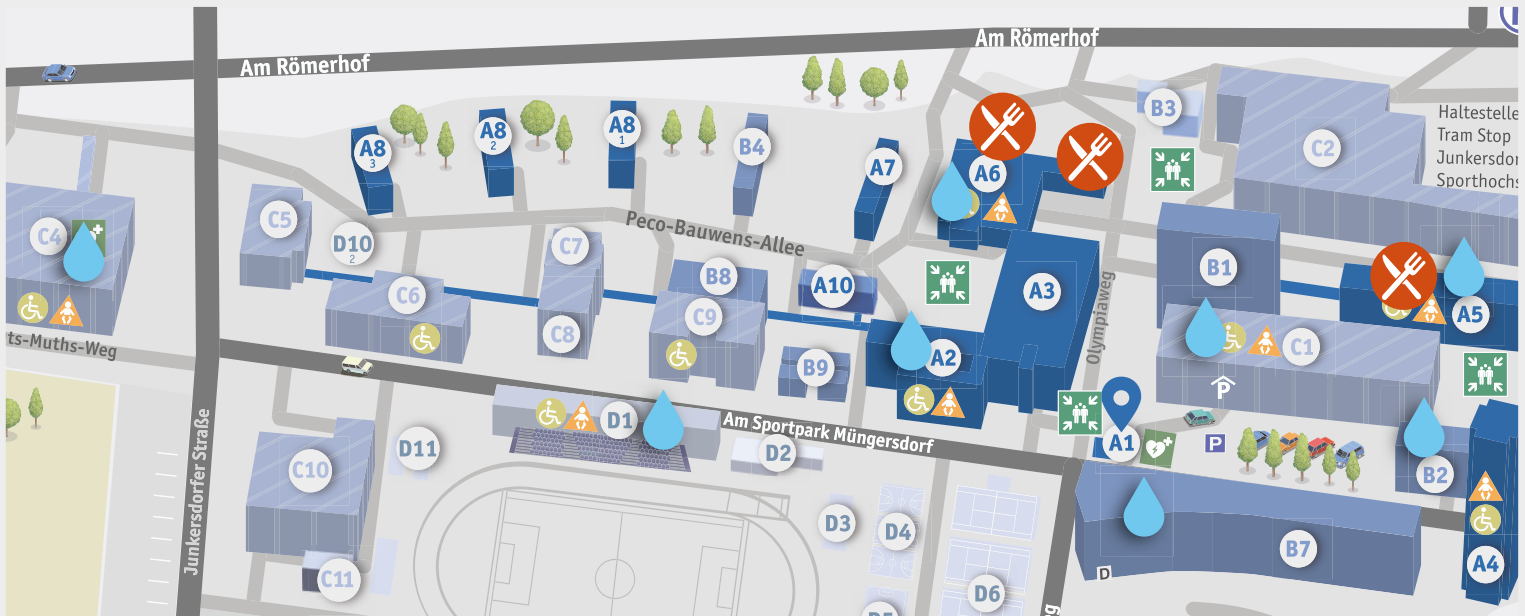 Am Römerhof
Am Römerhof
Haltestelle
Tram Stop
Junkersdor
Sporthochs
A8
3
A8
2
A8
1
B4
A7
A6
B3
C2
C4
C5
D10
2
C7
Peco-Bauwens-Allee
C6
B8
A10
A3
B1
C8
C9
A2
Olympiaweg
C1
A5
ts-Muths-Weg
B9
P
D1
Am Sportpark Müngersdorf
A1
P
Junkersdorfer Straße
D11
C10
D2
B2
D3
D4
B7
A4
D
C11
D6
D5
g